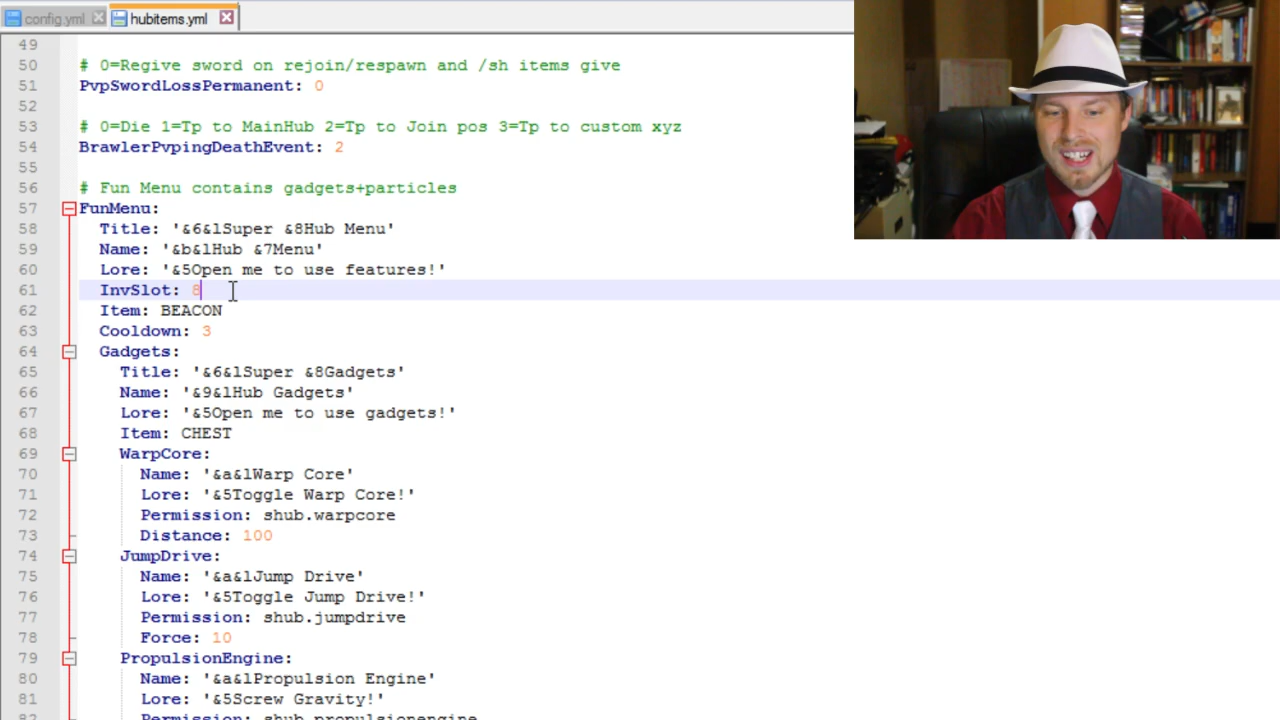 config.yml
hubitems.yml
49
50 # 0=Regive sword on rejoin/respawn and /sh items give
51 PvpSwordLossPermanent: 0
52
53 # 0=Die 1=Tp to MainHub 2=Tp to Join pos 3=Tp to custom xyz
54 BrawlerPvpingDeathEvent: 2
55
56 # Fun Menu contains gadgets+particles
57 FunMenu:
58 Title: '&6&lSuper &8Hub Menu'
59 Name: '&b&lHub &7Menu'
60 Lore: '&5Open me to use features!'
61 InvSlot: 8
62 Item: BEACON
63 Cooldown: 3
64 Gadgets:
65 Title: '&6&lSuper &8Gadgets'
66 Name: '&9&lHub Gadgets'
67 Lore: '&5Open me to use gadgets!'
68 Item: CHEST
69 WarpCore:
70 Name: '&a&lWarp Core'
71 Lore: '&5Toggle Warp Core!'
72 Permission: shub.warpcore
73 Distance: 100
74 JumpDrive:
75 Name: '&a&lJump Drive'
76 Lore: '&5Toggle Jump Drive!'
77 Permission: shub.jumpdrive
78 Force: 10
79 PropulsionEngine:
80 Name: '&a&lPropulsion Engine'
81 Lore: '&5Screw Gravity!'
82 Permission: shub.propulsionengine